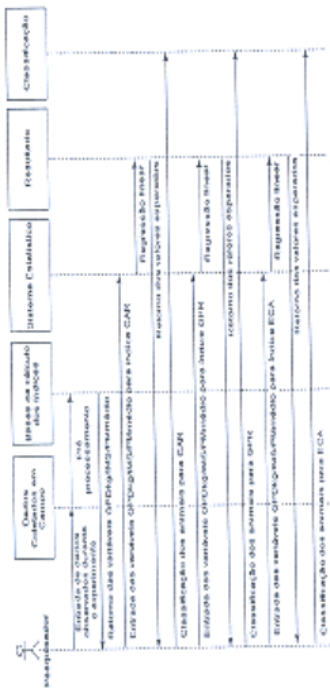 Pesquisador
Dados
Coletados em
Campo
Bases de cálculo
dos índices
Sistema Estatístico
Resultado
Classificação
Entrada de dados
observados durante
o experimento
Pré
processamento
Retorno das variáveis
Entrada das variáveis para índice CAR
Regressão linear
Retorno dos valores esperados
Classificação dos animais para CAR
Entrada das variáveis para índice GPR
Regressão linear
Retorno dos valores esperados
Classificação dos animais para GPR
Entrada das variáveis para índice ECA
Regressão linear
Retorno dos valores esperados
Classificação dos animais para ECA